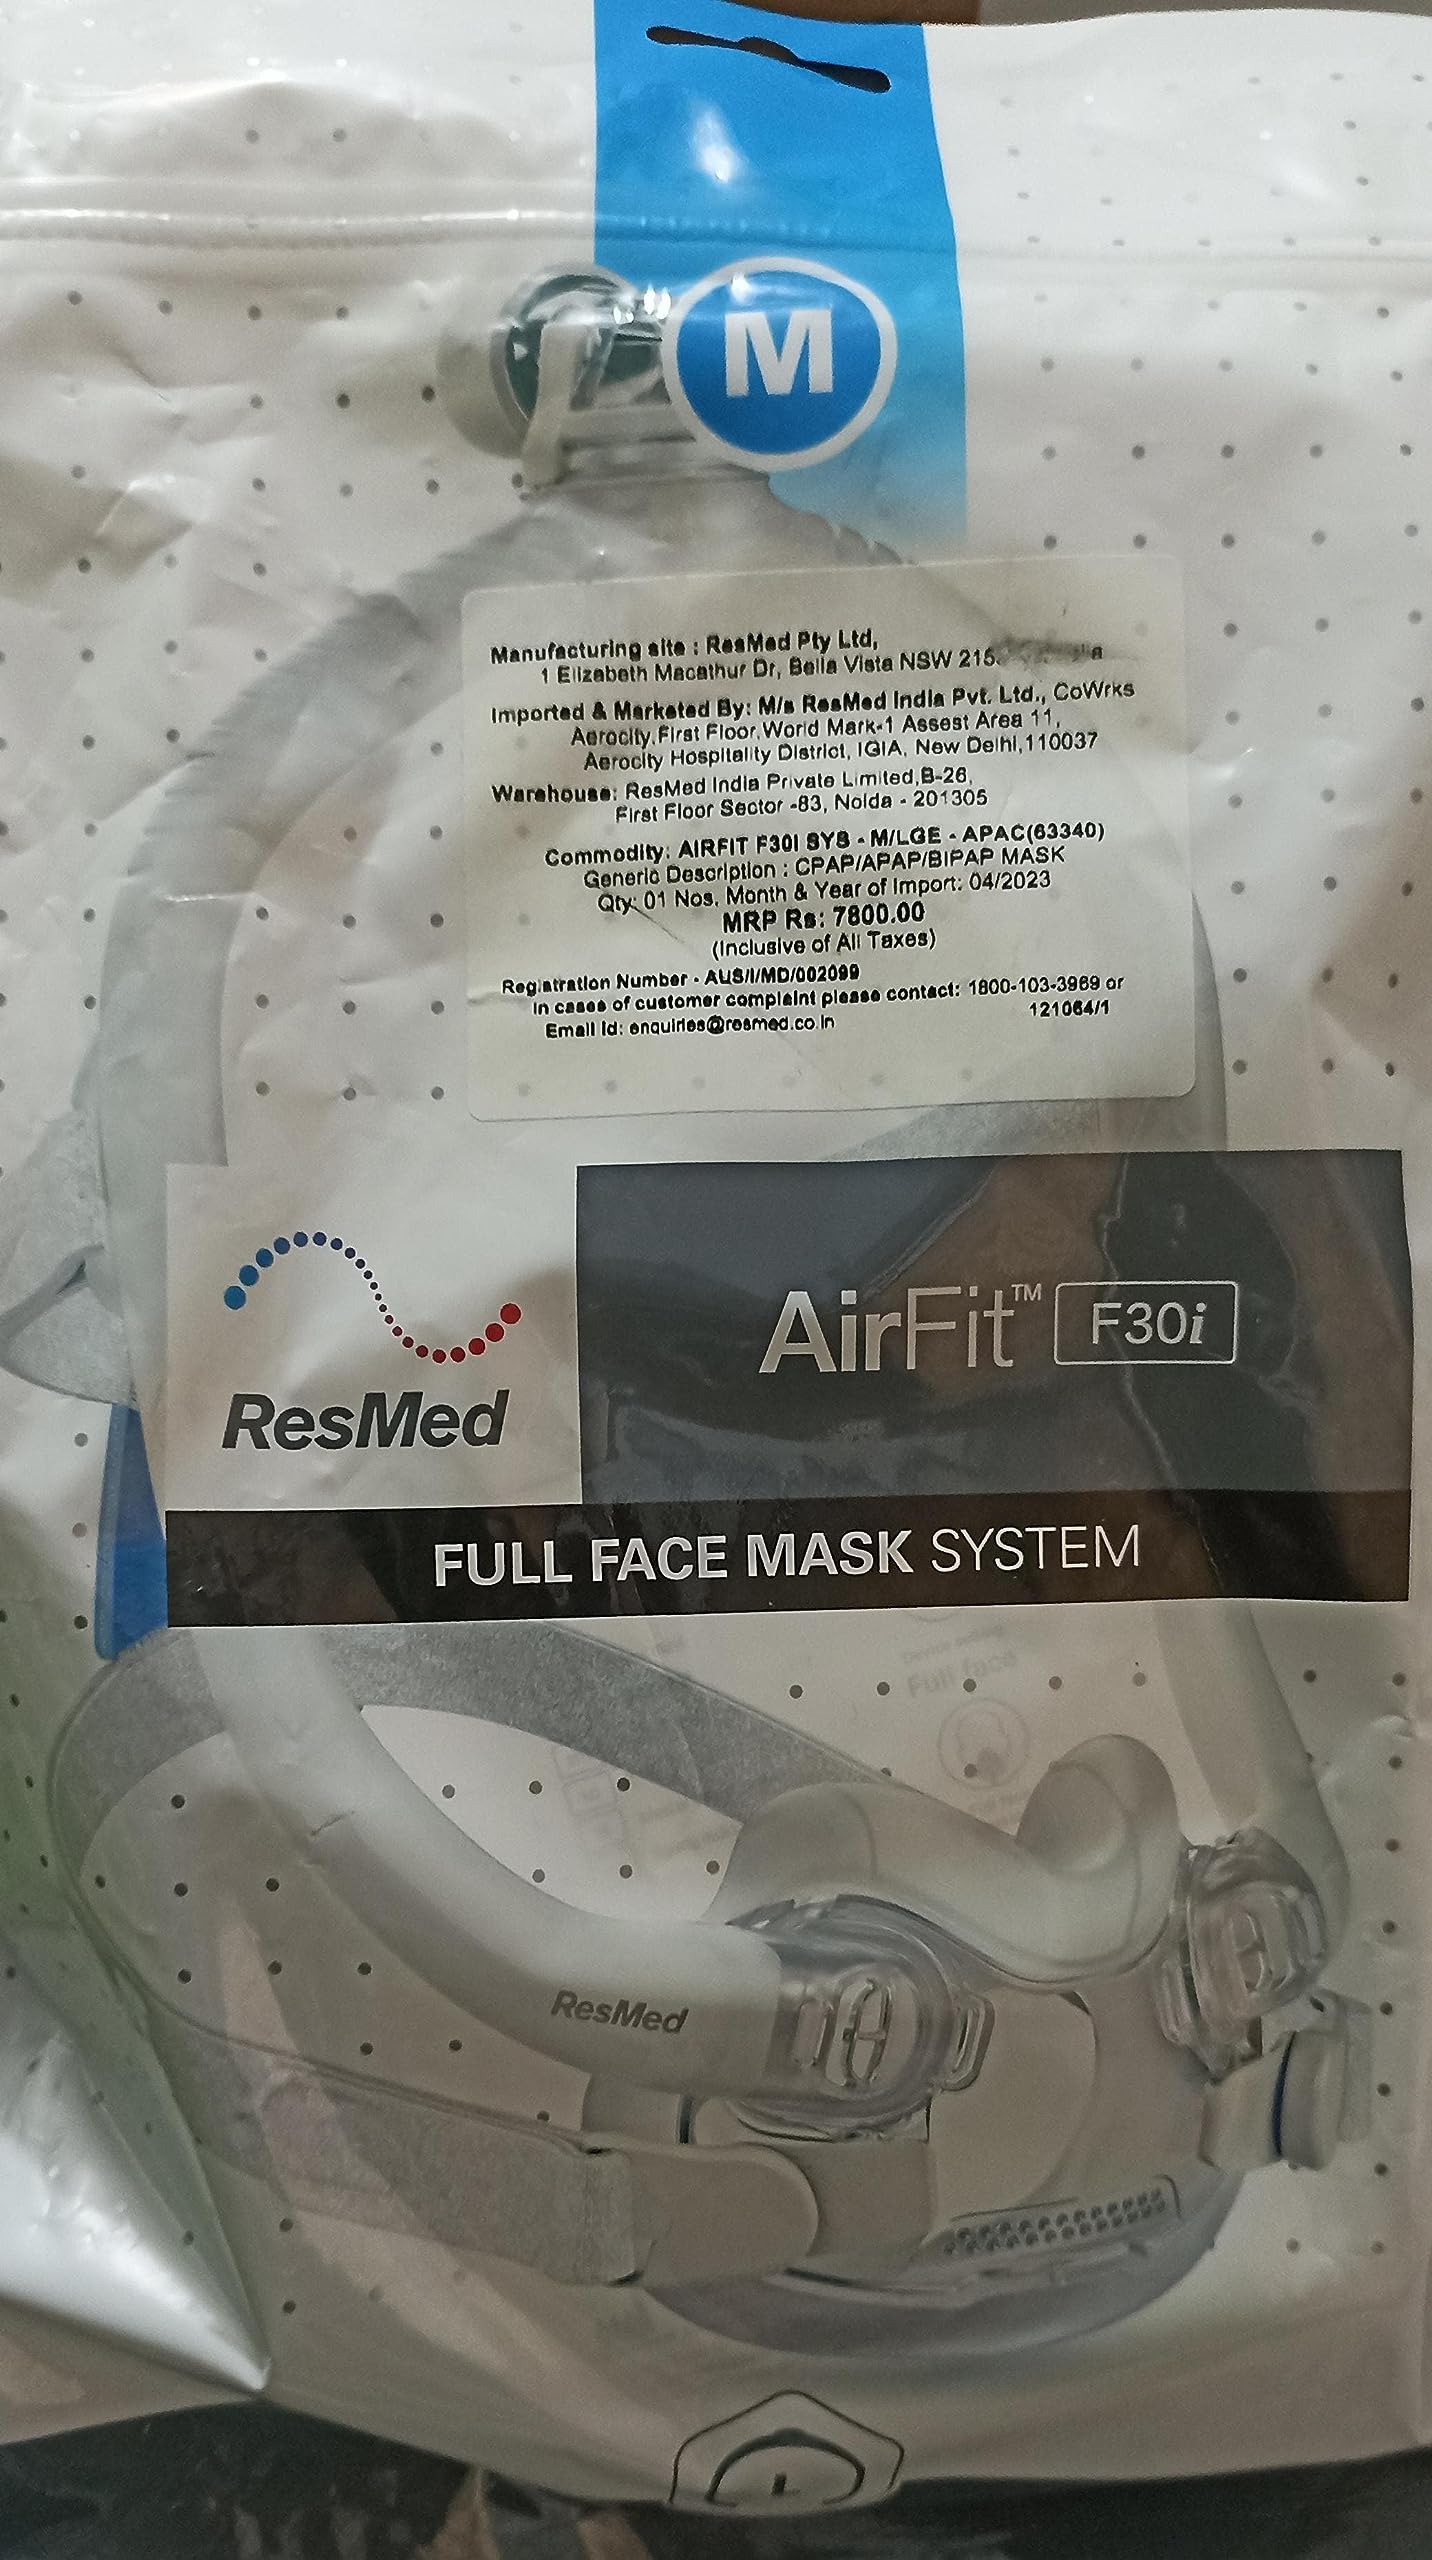 M
Manufacturing site : ResMed Pty Ltd,
1 Elizabeth Macathur Dr, Bella Vista NSW
Imported & Marketed By: M/s ResMed India Pvt. Ltd., CoWrks
Aerocity,First Floor,World Mark-1 Assest Area 11,
Aerocity Hospitality District, IGIA, New Delhi,110037
Warehouse: ResMed India Private Limited,B-26,
First Floor Sector -83, Noida - 201305
Commodity: AIRFIT F30I SYS - M/LGE - APAC(63340)
Generic Description : CPAP/APAP/BIPAP MASK
Qty: 01 Nos, Month & Year of Import: 04/2023
MRP Rs: 7800.00
(Inclusive of All Taxes)
Registration Number - AUS/I/MD/002099
In cases of customer complaint please contact: 1800-103-3969 or
Email Id: enquiries@resmed.co.in 121064/1
ResMed
AirFit™ F30i
FULL FACE MASK SYSTEM
Full face
ResMed